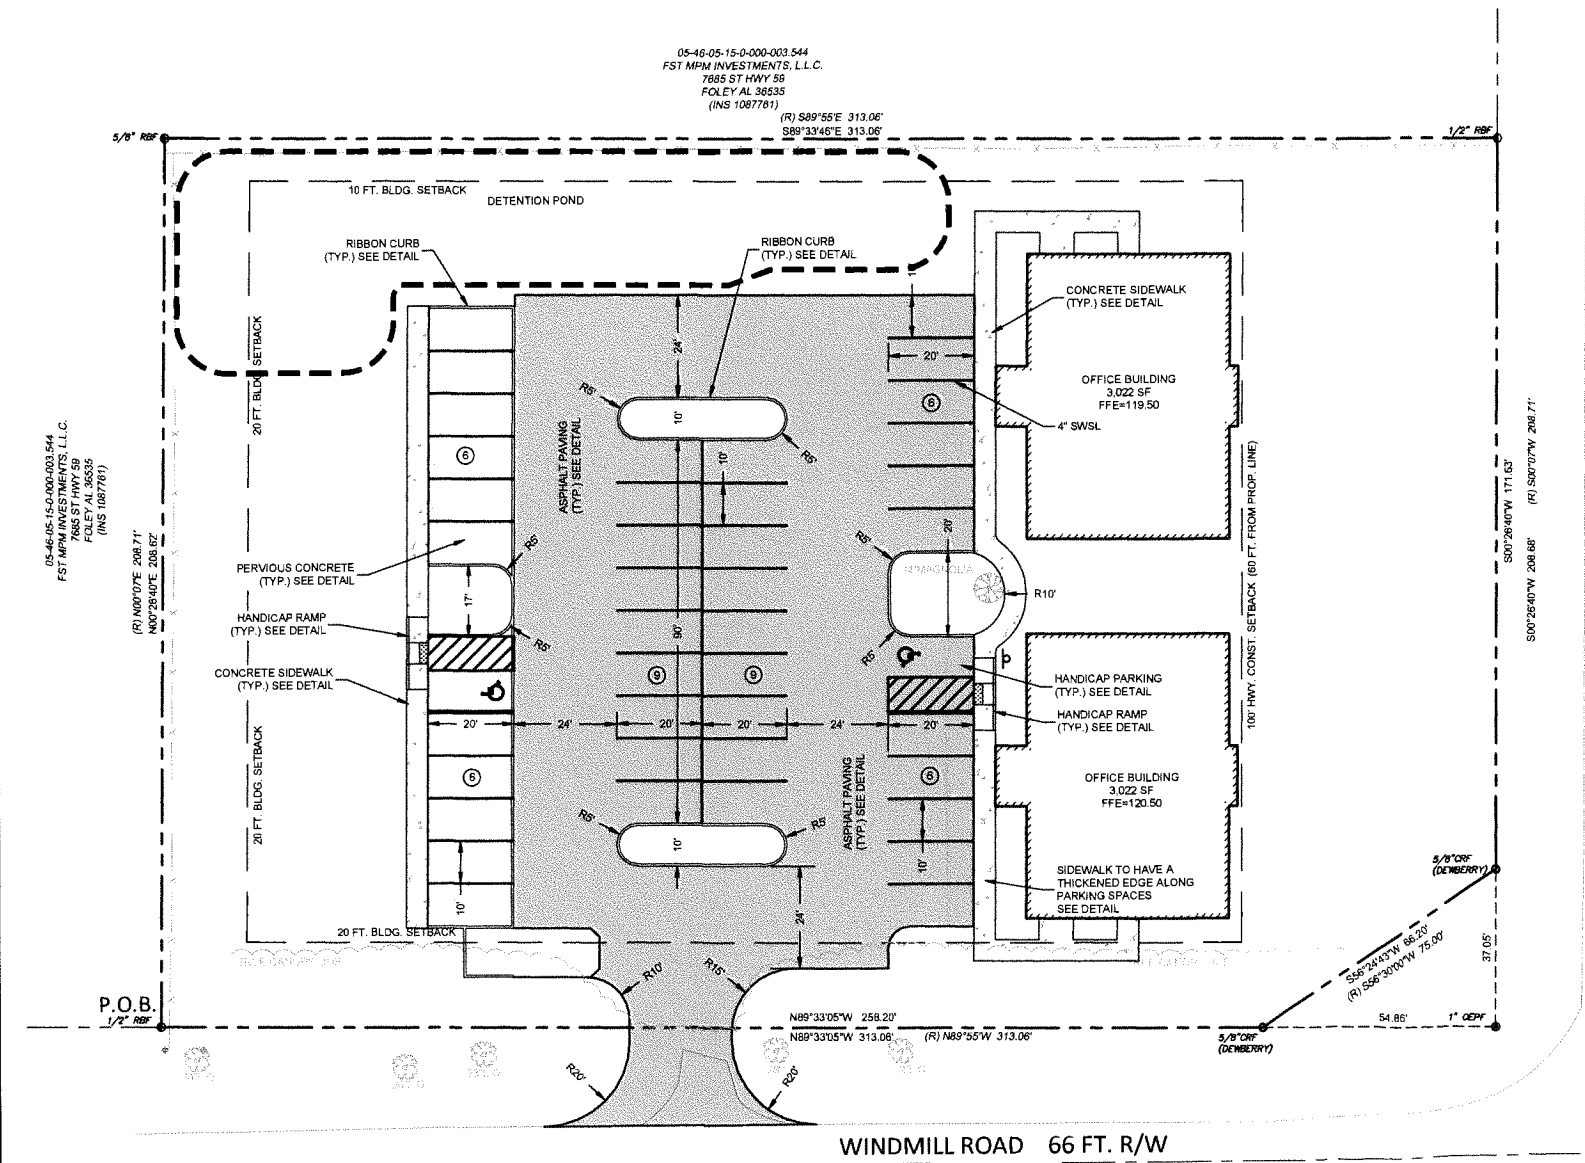 05-46-05-15-0-000-003.544
FST MPM INVESTMENTS, L.L.C.
7685 ST HWY 59
FOLEY AL 36535
(INS 1087761)
(R) S89°55'E 313.06'
S89°33'46"E 313.06'
5/8" RBF
1/2" RBF
10 FT. BLDG. SETBACK
DETENTION POND
RIBBON CURB
(TYP.) SEE DETAIL
RIBBON CURB
(TYP.) SEE DETAIL
CONCRETE SIDEWALK
(TYP.) SEE DETAIL
20 FT. BLDG. SETBACK
24'
20'
R5'
10'
R5'
6
4" SWSL
OFFICE BUILDING
3,022 SF
FFE=119.50
ASPHALT PAVING
(TYP.) SEE DETAIL
6
10'
05-46-05-15-0-000-003.544
FST MPM INVESTMENTS, L.L.C.
7685 ST HWY 59
FOLEY AL 36535
(INS 1087761)
(R) N00°07'E 208.71'
N00°26'40"E 208.62'
100' HWY. CONST. SETBACK (60 FT. FROM PROP. LINE)
S00°26'40"W 171.63'
S00°26'40"W 208.68'
(R) S00°07'W 208.71'
R5'
R5'
20'
PERVIOUS CONCRETE
(TYP.) SEE DETAIL
MAGNOLIA
R10'
17'
HANDICAP RAMP
(TYP.) SEE DETAIL
R5'
R5'
90'
CONCRETE SIDEWALK
(TYP.) SEE DETAIL
9
9
HANDICAP PARKING
(TYP.) SEE DETAIL
HANDICAP RAMP
(TYP.) SEE DETAIL
20'
24'
20'
20'
24'
20'
20 FT. BLDG. SETBACK
6
6
OFFICE BUILDING
3,022 SF
FFE=120.50
ASPHALT PAVING
(TYP.) SEE DETAIL
R5'
R5'
10'
10'
10'
SIDEWALK TO HAVE A
THICKENED EDGE ALONG
PARKING SPACES
SEE DETAIL
24'
5/8"CRF
(DEWBERRY)
20 FT. BLDG. SETBACK
R10'
R15'
S56°24'43"W 66.20'
(R) S56°30'00"W 75.00'
37.05'
P.O.B.
1/2" RBF
N89°33'05"W 258.20'
N89°33'05"W 313.06'
(R) N89°55'W 313.06'
54.86'
1" OEPF
5/8"CRF
(DEWBERRY)
R20'
R20'
WINDMILL ROAD 66 FT. R/W